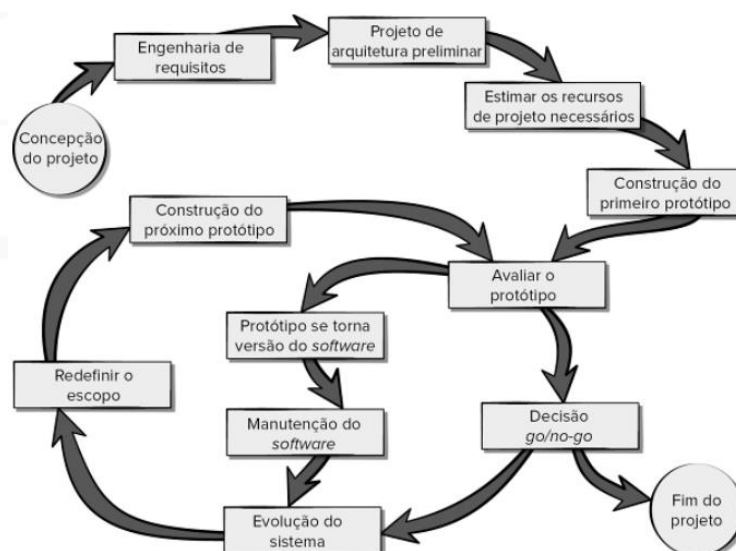 Engenharia de
requisitos
Projeto de
arquitetura preliminar
Estimar os recursos
de projeto necessários
Concepção
do projeto
Construção do
primeiro protótipo
Construção do
próximo protótipo
Avaliar o
protótipo
Protótipo se torna
versão do software
Redefinir o
escopo
Manutenção do
software
Decisão
go/no-go
Evolução do
sistema
Fim do
projeto